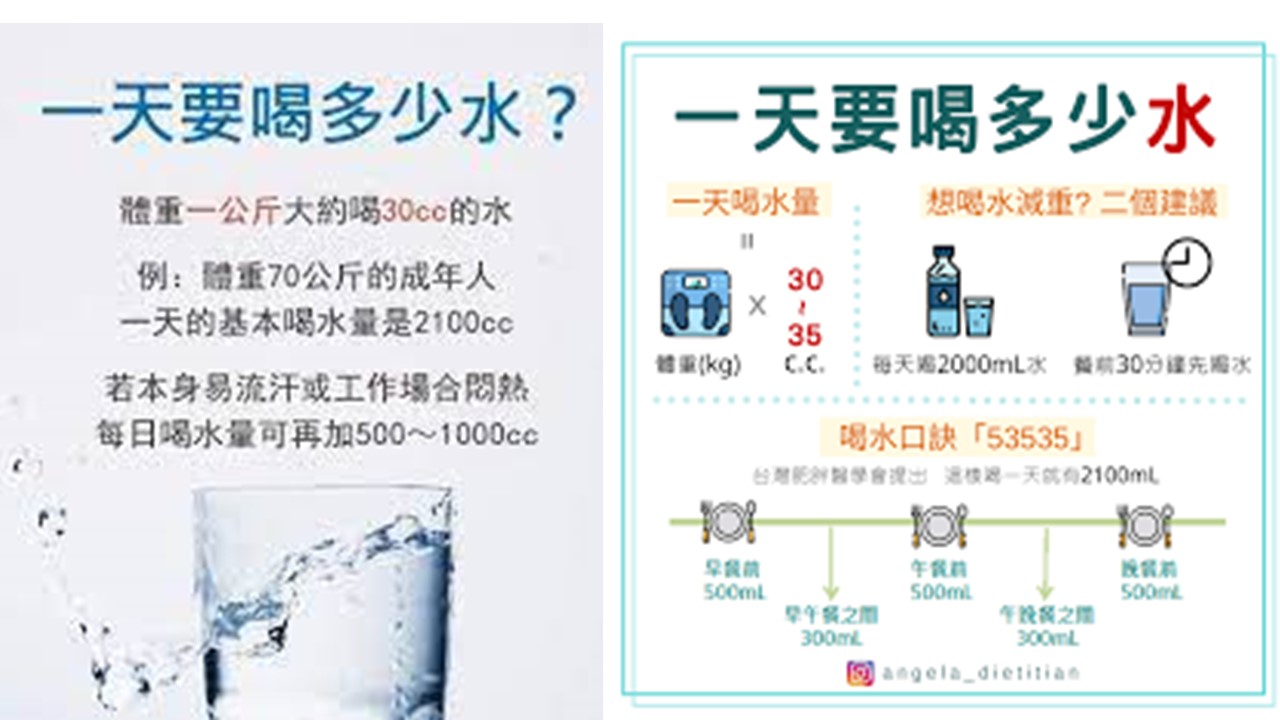 一天要喝多少水？
體重一公斤大約喝30cc的水
例：體重70公斤的成年人
一天的基本喝水量是2100cc
若本身易流汗或工作場合悶熱
每日喝水量可再加500～1000cc
一天要喝多少水
一天喝水量
=
體重(kg)
X
30
~
35
c.c.
想喝水減重? 二個建議
每天喝2000mL水
餐前30分鐘先喝水
喝水口訣「53535」
台灣肥胖醫學會提出 這樣喝一天就有2100mL
早餐前
500mL
早午餐之間
300mL
午餐前
500mL
午晚餐之間
300mL
晚餐前
500mL
angela_dietitian